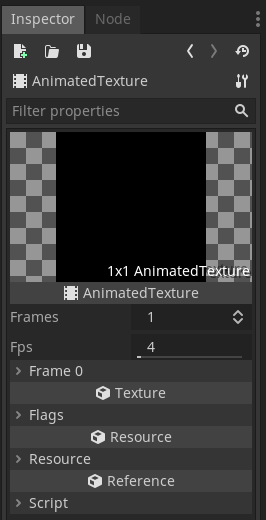 Inspector Node
AnimatedTexture
Filter properties
1x1 AnimatedTexture
AnimatedTexture
Frames 1
Fps 4
Frame 0
Texture
Flags
Resource
Resource
Reference
Script